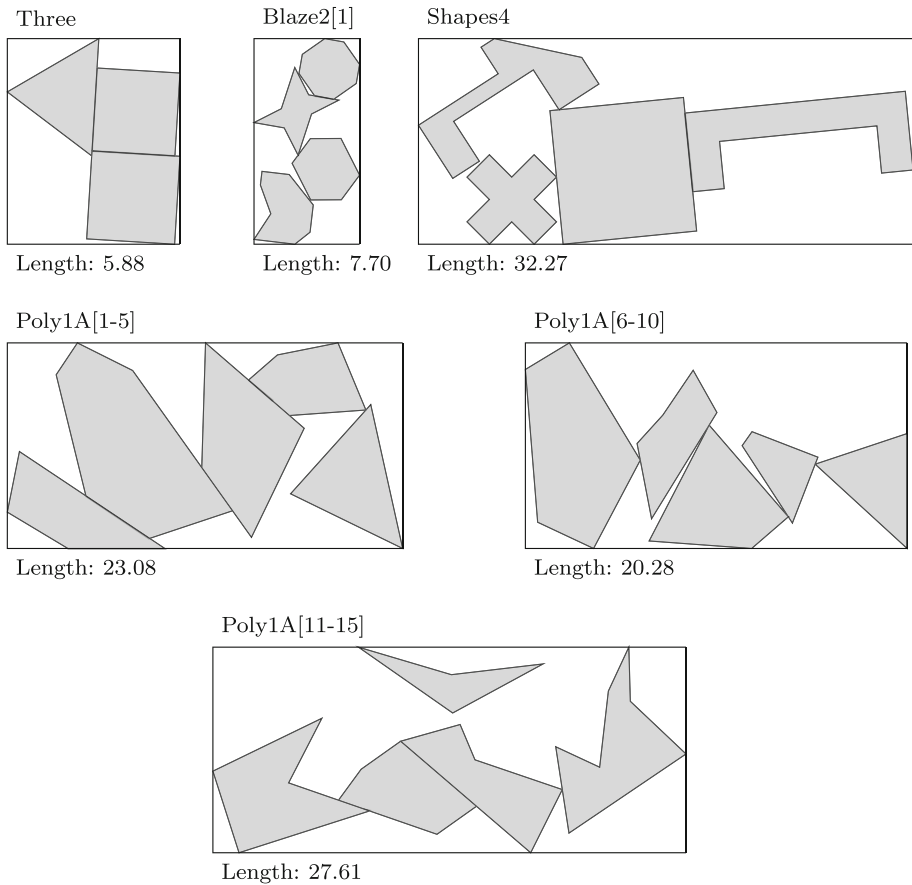 Three
Blaze2[1]
Shapes4
Length: 5.88
Length: 7.70
Length: 32.27
Poly1A[1-5]
Poly1A[6-10]
Length: 23.08
Length: 20.28
Poly1A[11-15]
Length: 27.61